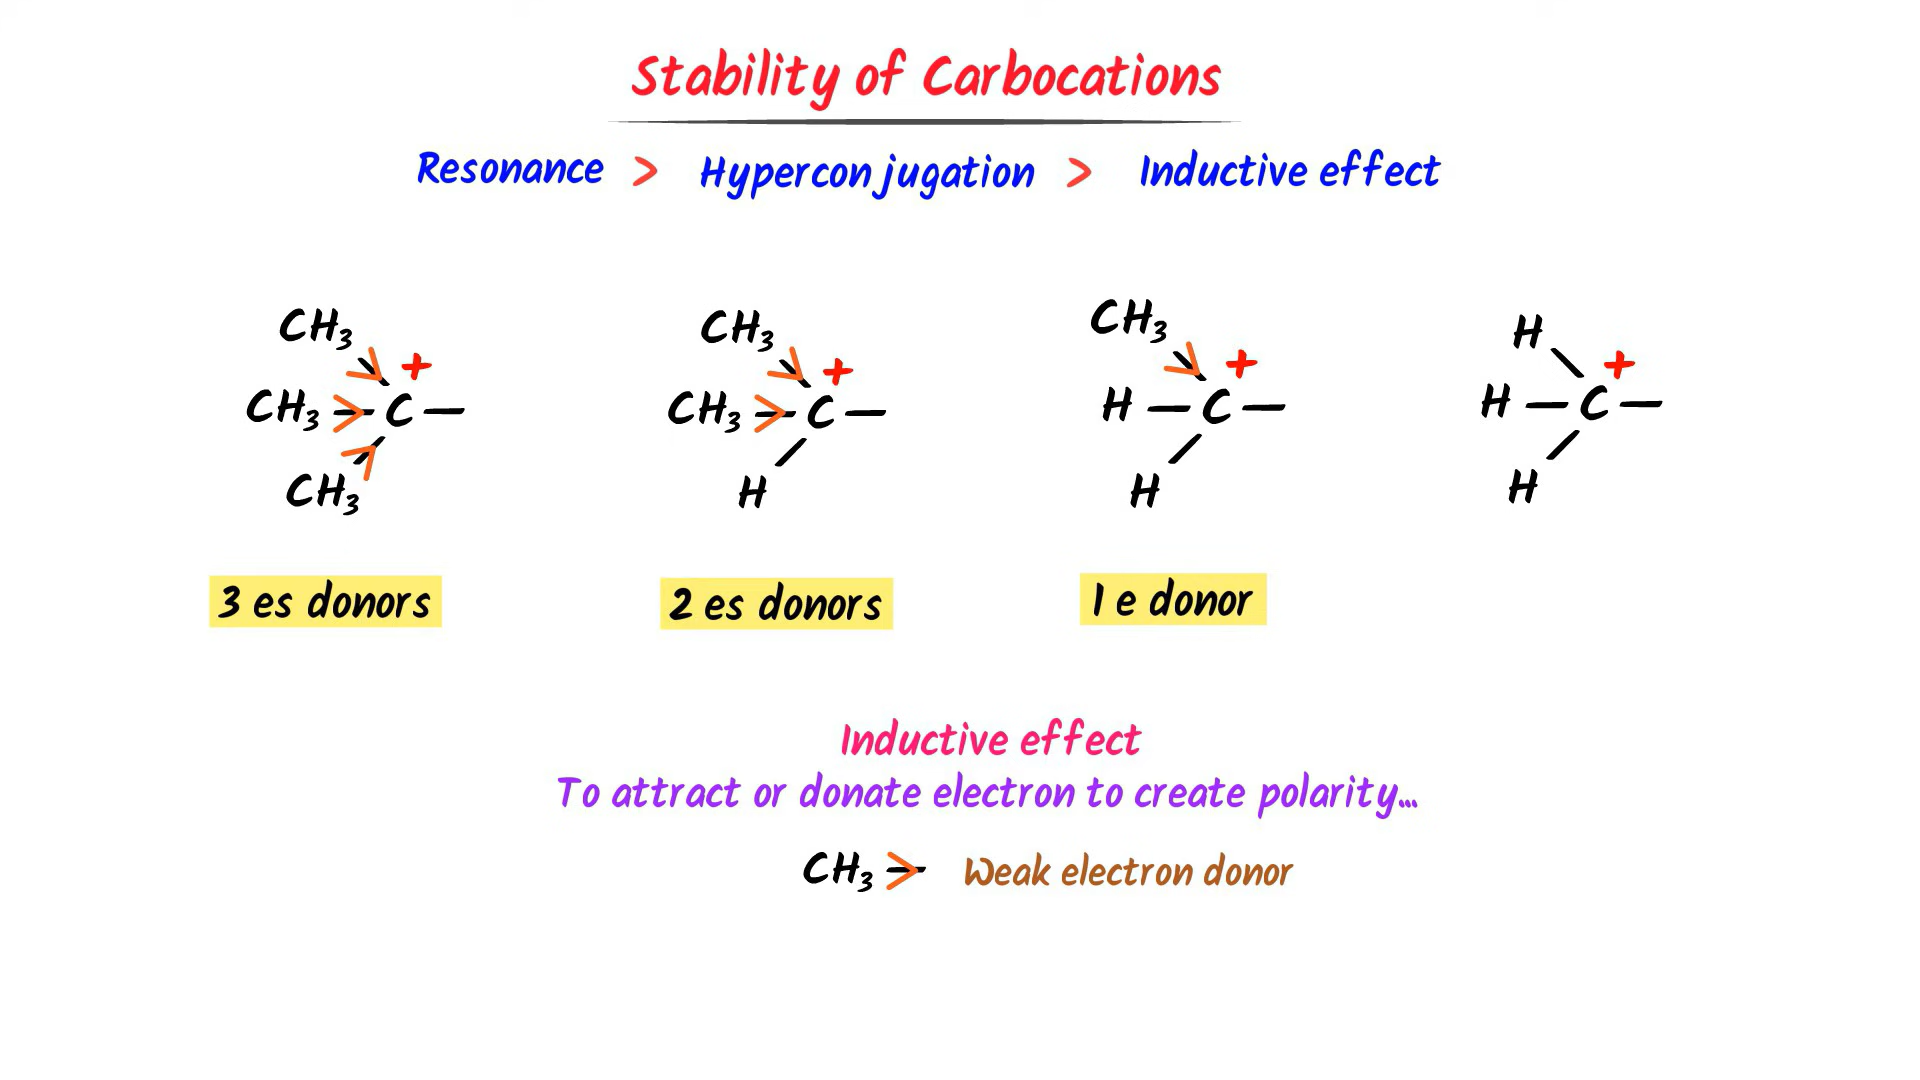 Stability of Carbocations
Resonance > Hyperconjugation > Inductive effect
CH₃ CH₃ CH₃ H
+ + + +
CH₃ — C — CH₃ — C — H — C — H — C —
CH₃ H H H
3 es donors 2 es donors 1 e donor
Inductive effect
To attract or donate electron to create polarity...
CH₃ > Weak electron donor